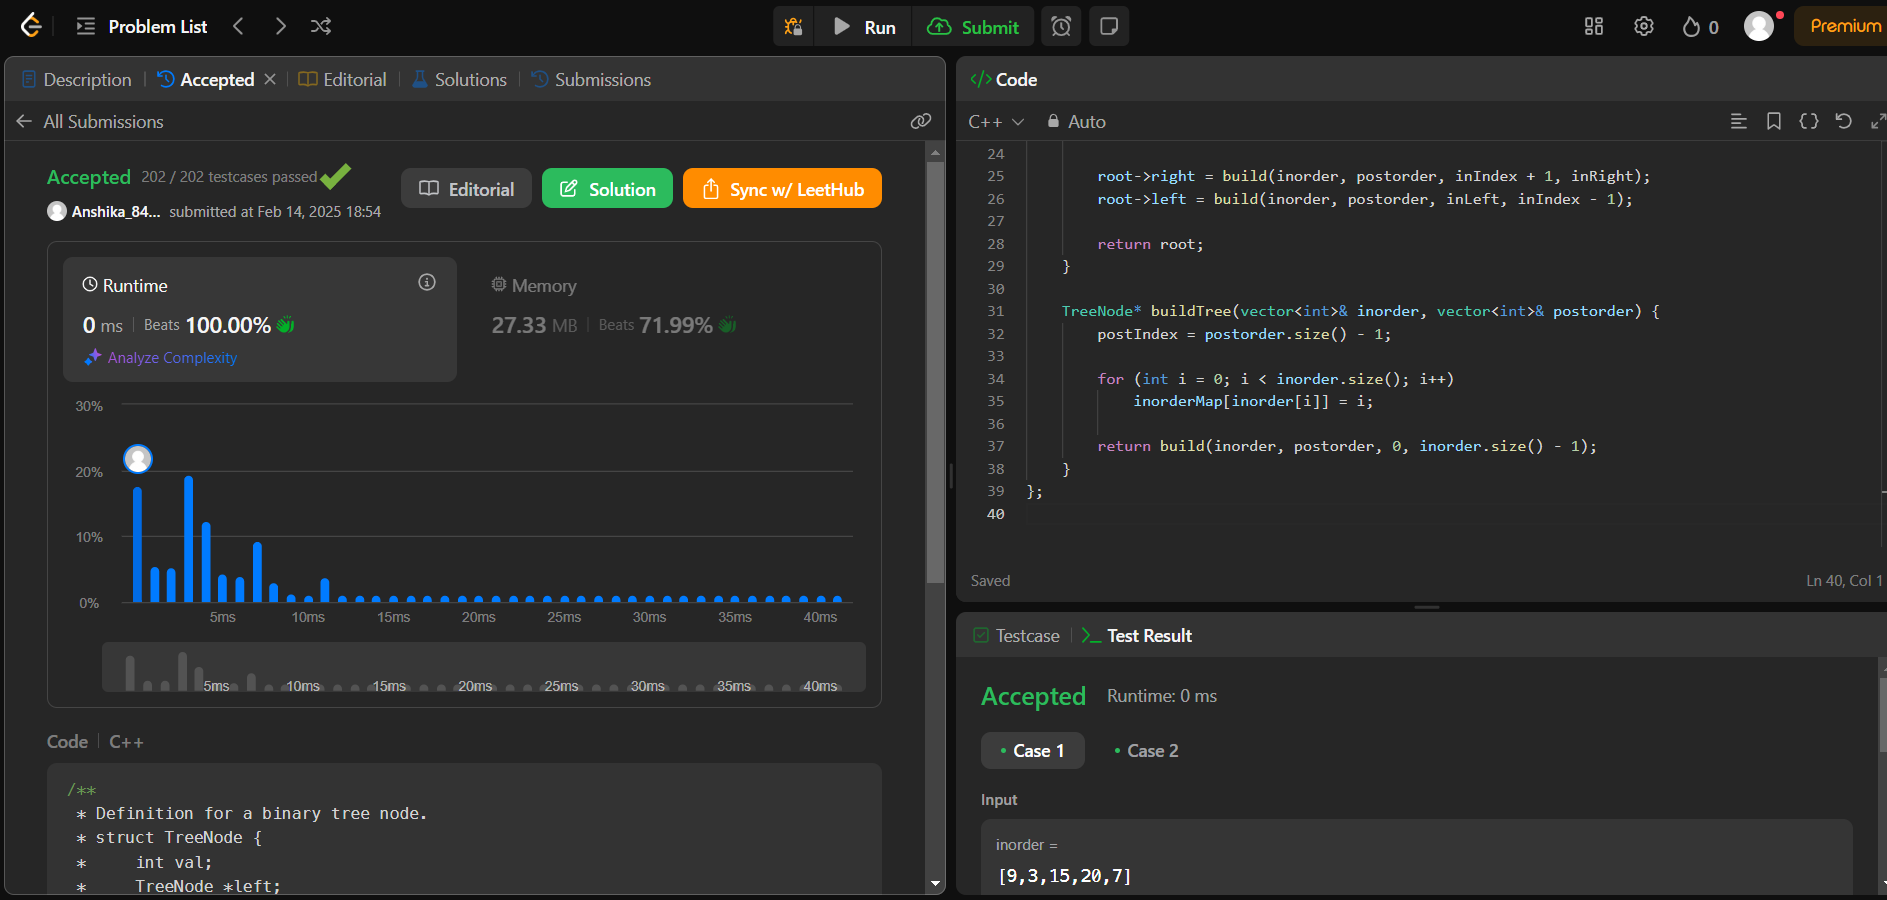 Problem List
Run
Submit
0
Premium
Description
Accepted
Editorial
Solutions
Submissions
All Submissions
Accepted 202 / 202 testcases passed
Anshika_84... submitted at Feb 14, 2025 18:54
Editorial
Solution
Sync w/ LeetHub
Runtime
0 ms Beats 100.00%
Analyze Complexity
Memory
27.33 MB Beats 71.99%
30%
20%
10%
0%
5ms 10ms 15ms 20ms 25ms 30ms 35ms 40ms
5ms 10ms 15ms 20ms 25ms 30ms 35ms 40ms
Code C++
/**
* Definition for a binary tree node.
* struct TreeNode {
*     int val;
*     TreeNode *left;
</> Code
C++ Auto
24
25 root->right = build(inorder, postorder, inIndex + 1, inRight);
26 root->left = build(inorder, postorder, inLeft, inIndex - 1);
27
28 return root;
29 }
30
31 TreeNode* buildTree(vector<int>& inorder, vector<int>& postorder) {
32 postIndex = postorder.size() - 1;
33
34 for (int i = 0; i < inorder.size(); i++)
35 inorderMap[inorder[i]] = i;
36
37 return build(inorder, postorder, 0, inorder.size() - 1);
38 }
39 };
40
Saved
Ln 40, Col 1
Testcase
Test Result
Accepted Runtime: 0 ms
• Case 1 • Case 2
Input
inorder =
[9,3,15,20,7]